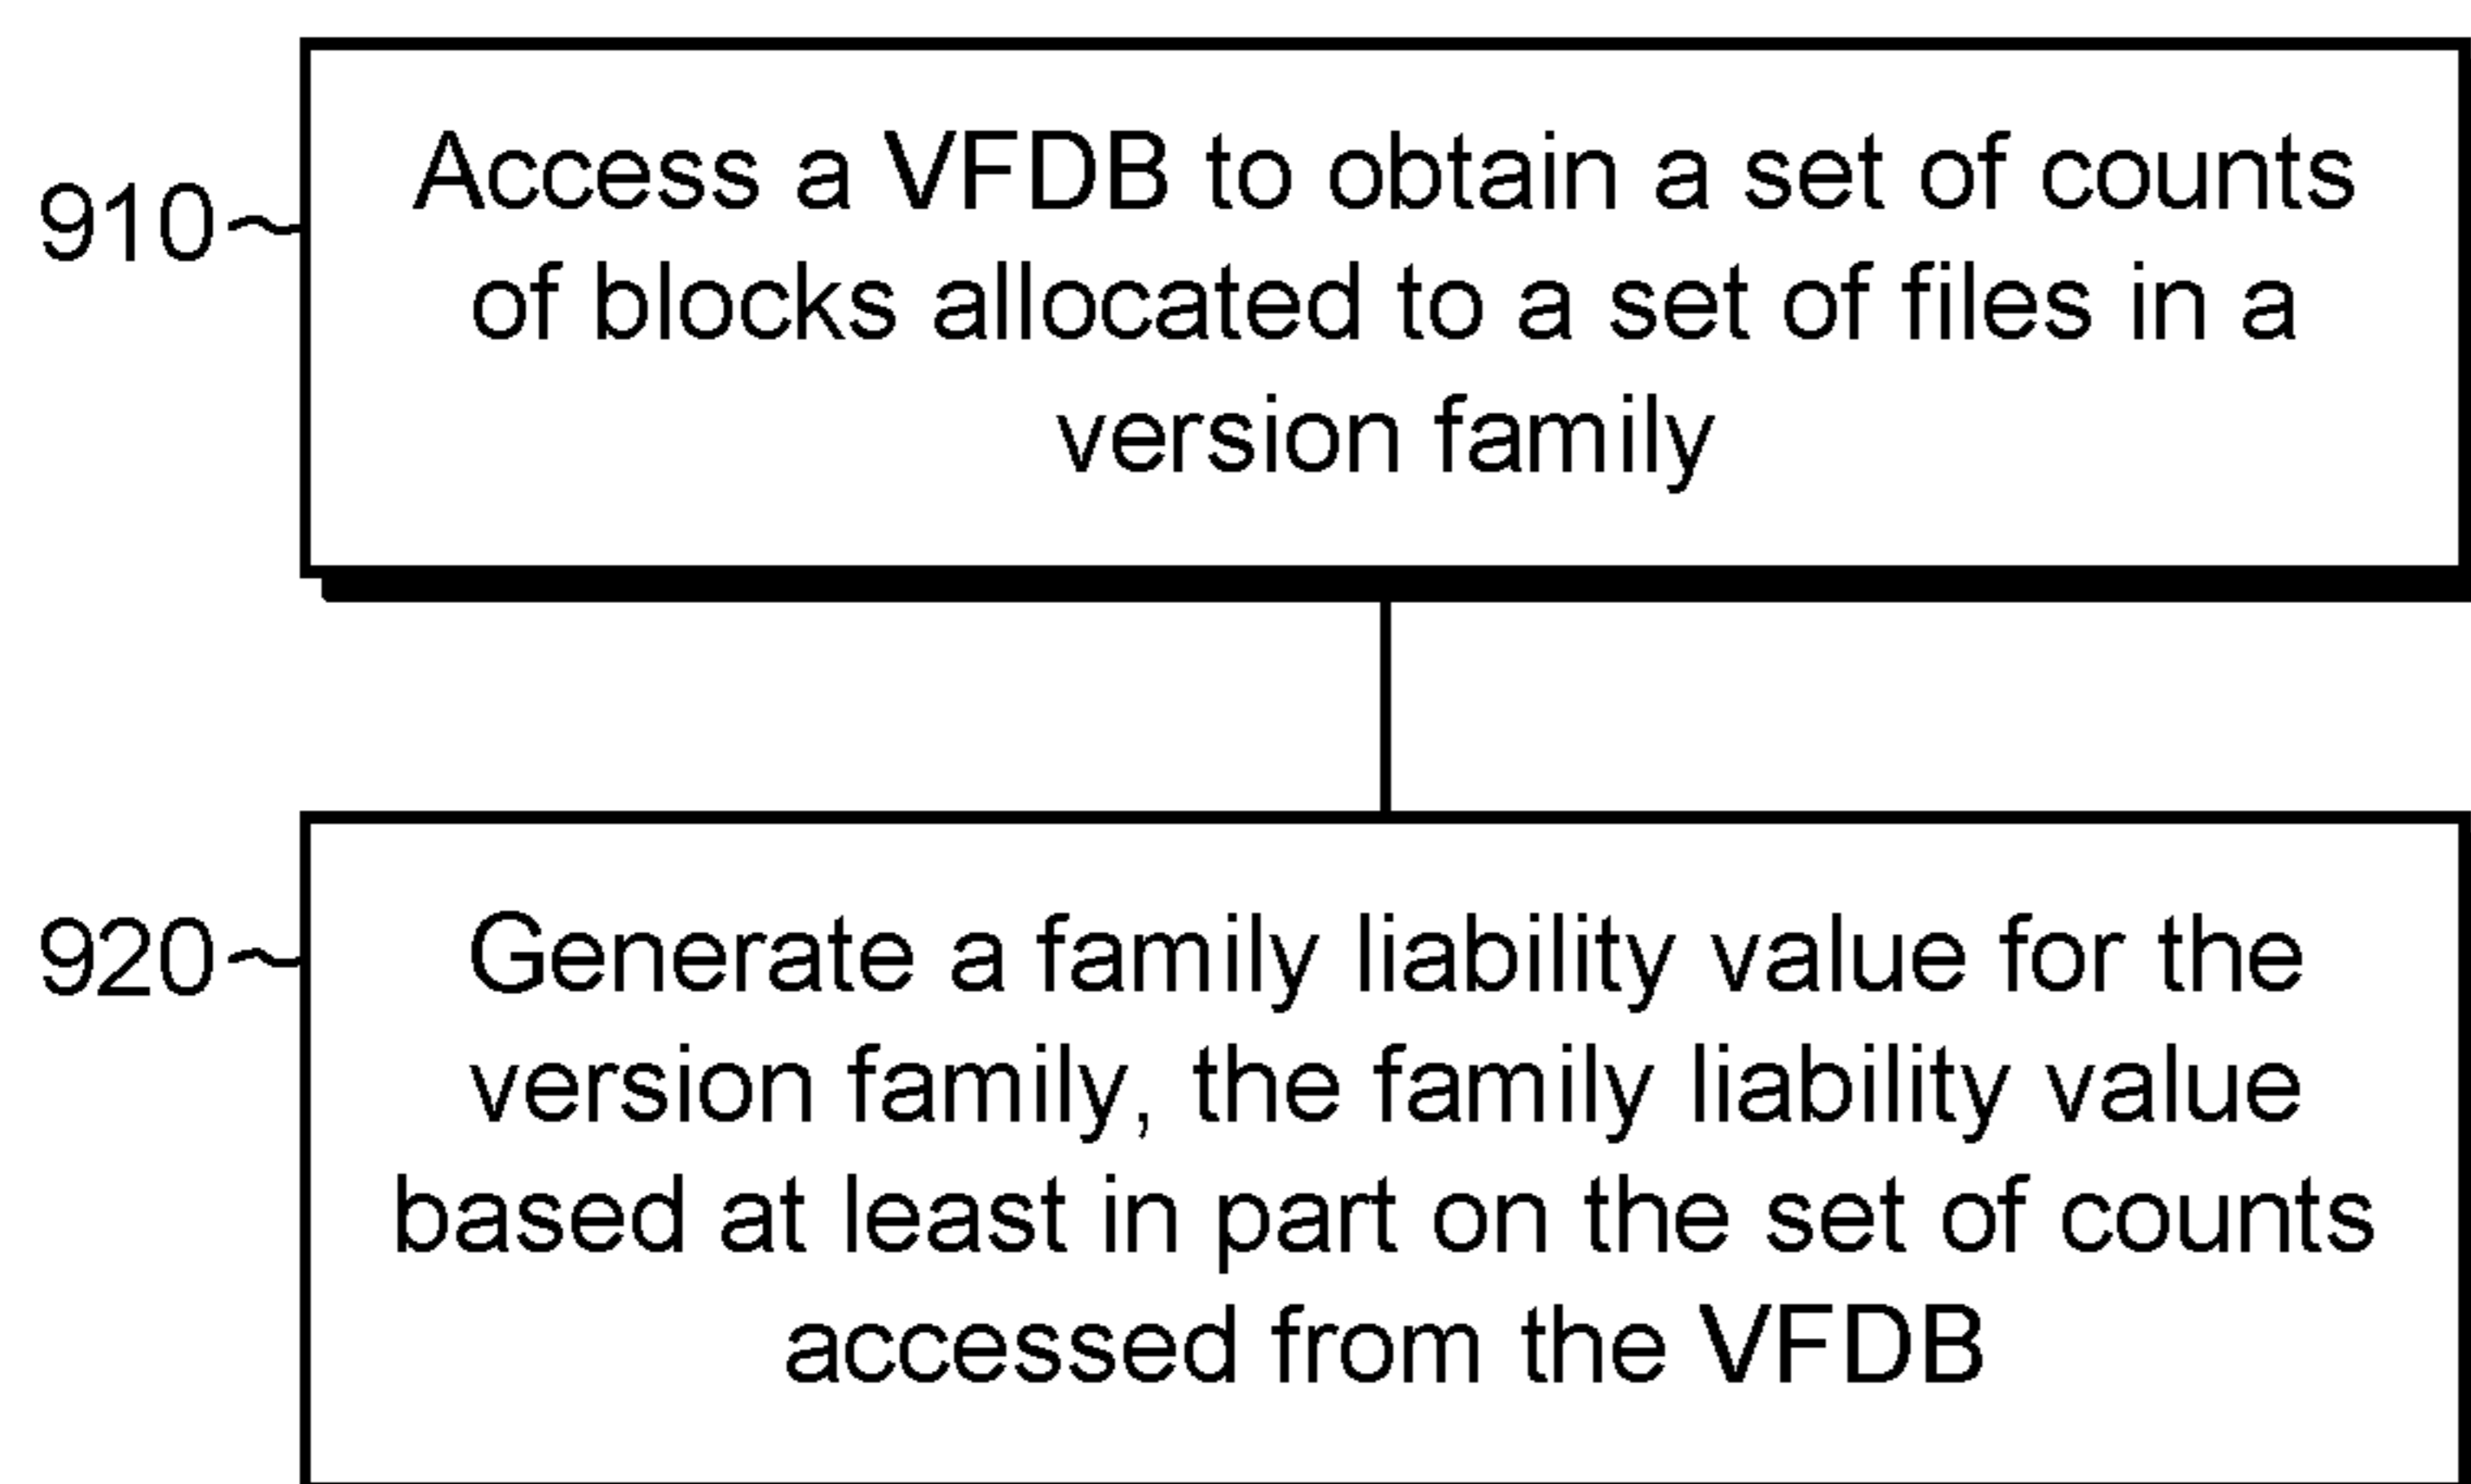 910
Access a VFDB to obtain a set of counts
of blocks allocated to a set of files in a
version family
920
Generate a family liability value for the
version family, the family liability value
based at least in part on the set of counts
accessed from the VFDB